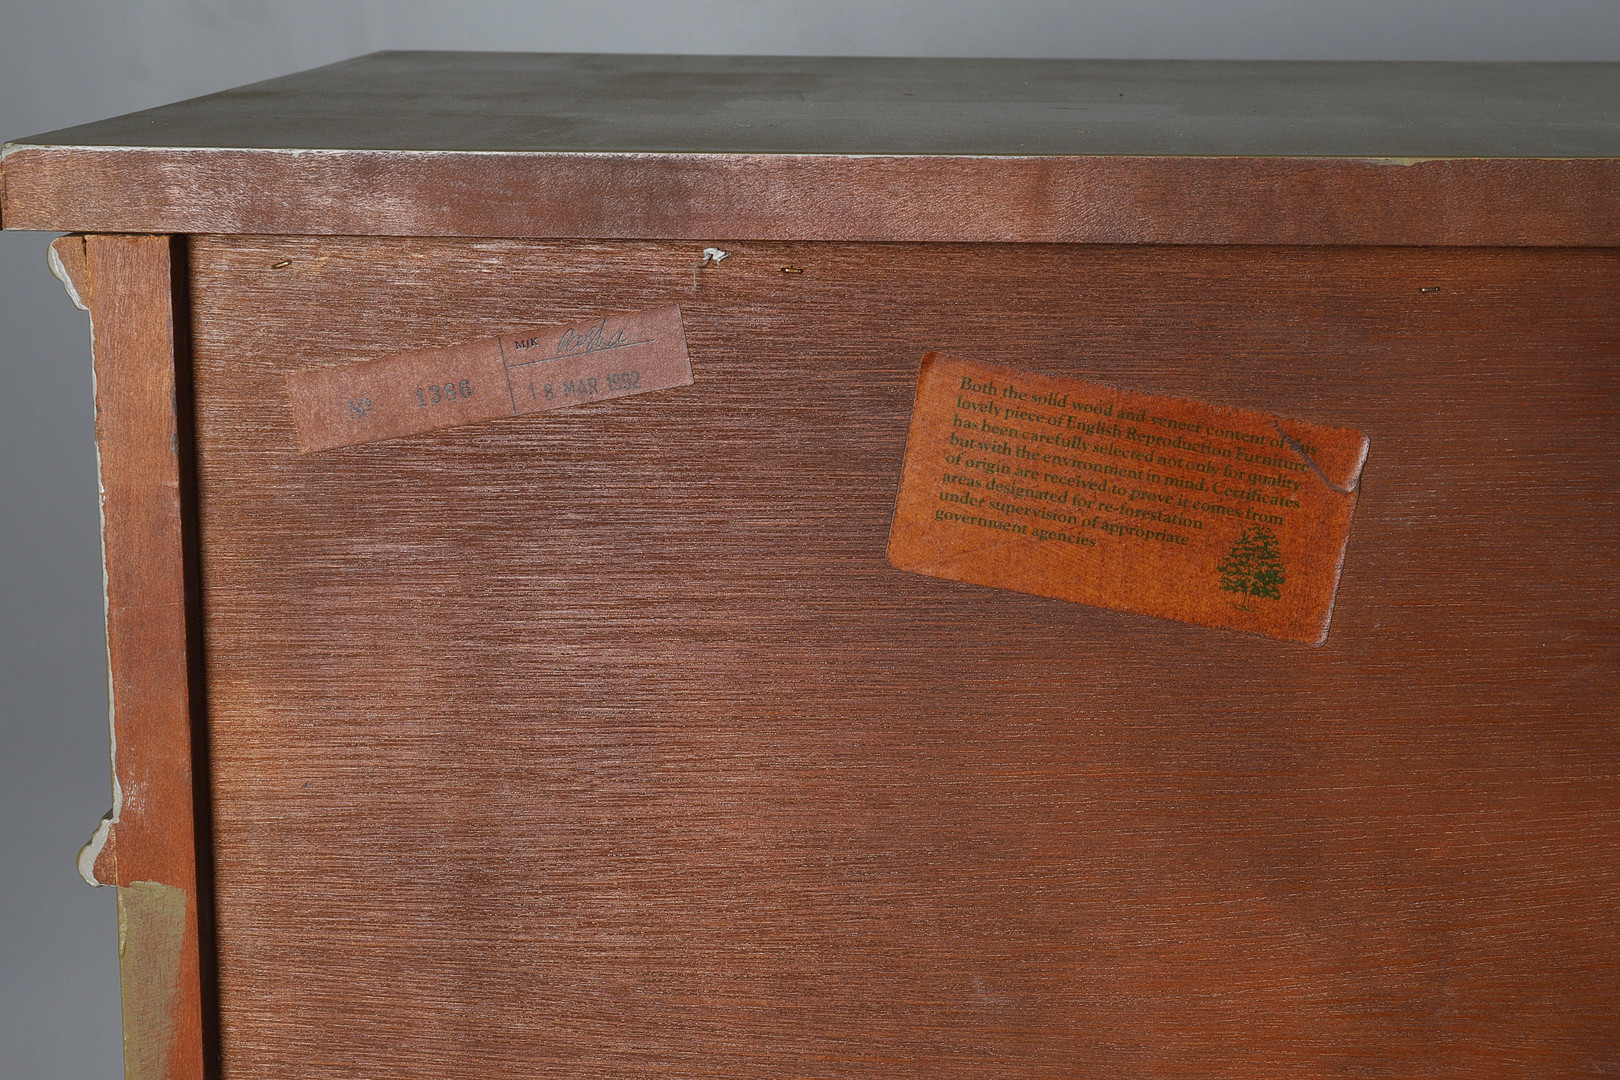 Nº 1396
M/K
18 MAR 1992
Both the solid wood and veneer content of this
lovely piece of English Reproduction Furniture
has been carefully selected not only for quality
but with the environment in mind. Certificates
of origin are received to prove it comes from
areas designated for re-forestation
under supervision of appropriate
government agencies